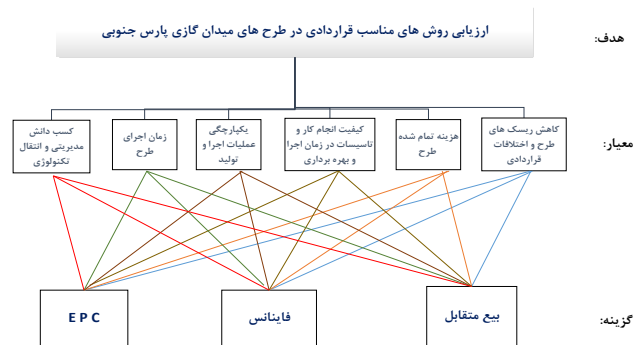 هدف:
ارزیابی روش های مناسب قراردادی در طرح های میدان گازی پارس جنوبی
معیار:
کاهش ریسک های
طرح و اختلافات
قراردادی
هزینه تمام شده
طرح
کیفیت انجام کار و
تاسیسات در زمان اجرا
و بهره برداری
یکپارچگی
عملیات اجرا و
تولید
زمان اجرای
طرح
کسب دانش
مدیریتی و انتقال
تکنولوژی
گزینه:
بیع متقابل
فاینانس
EPC